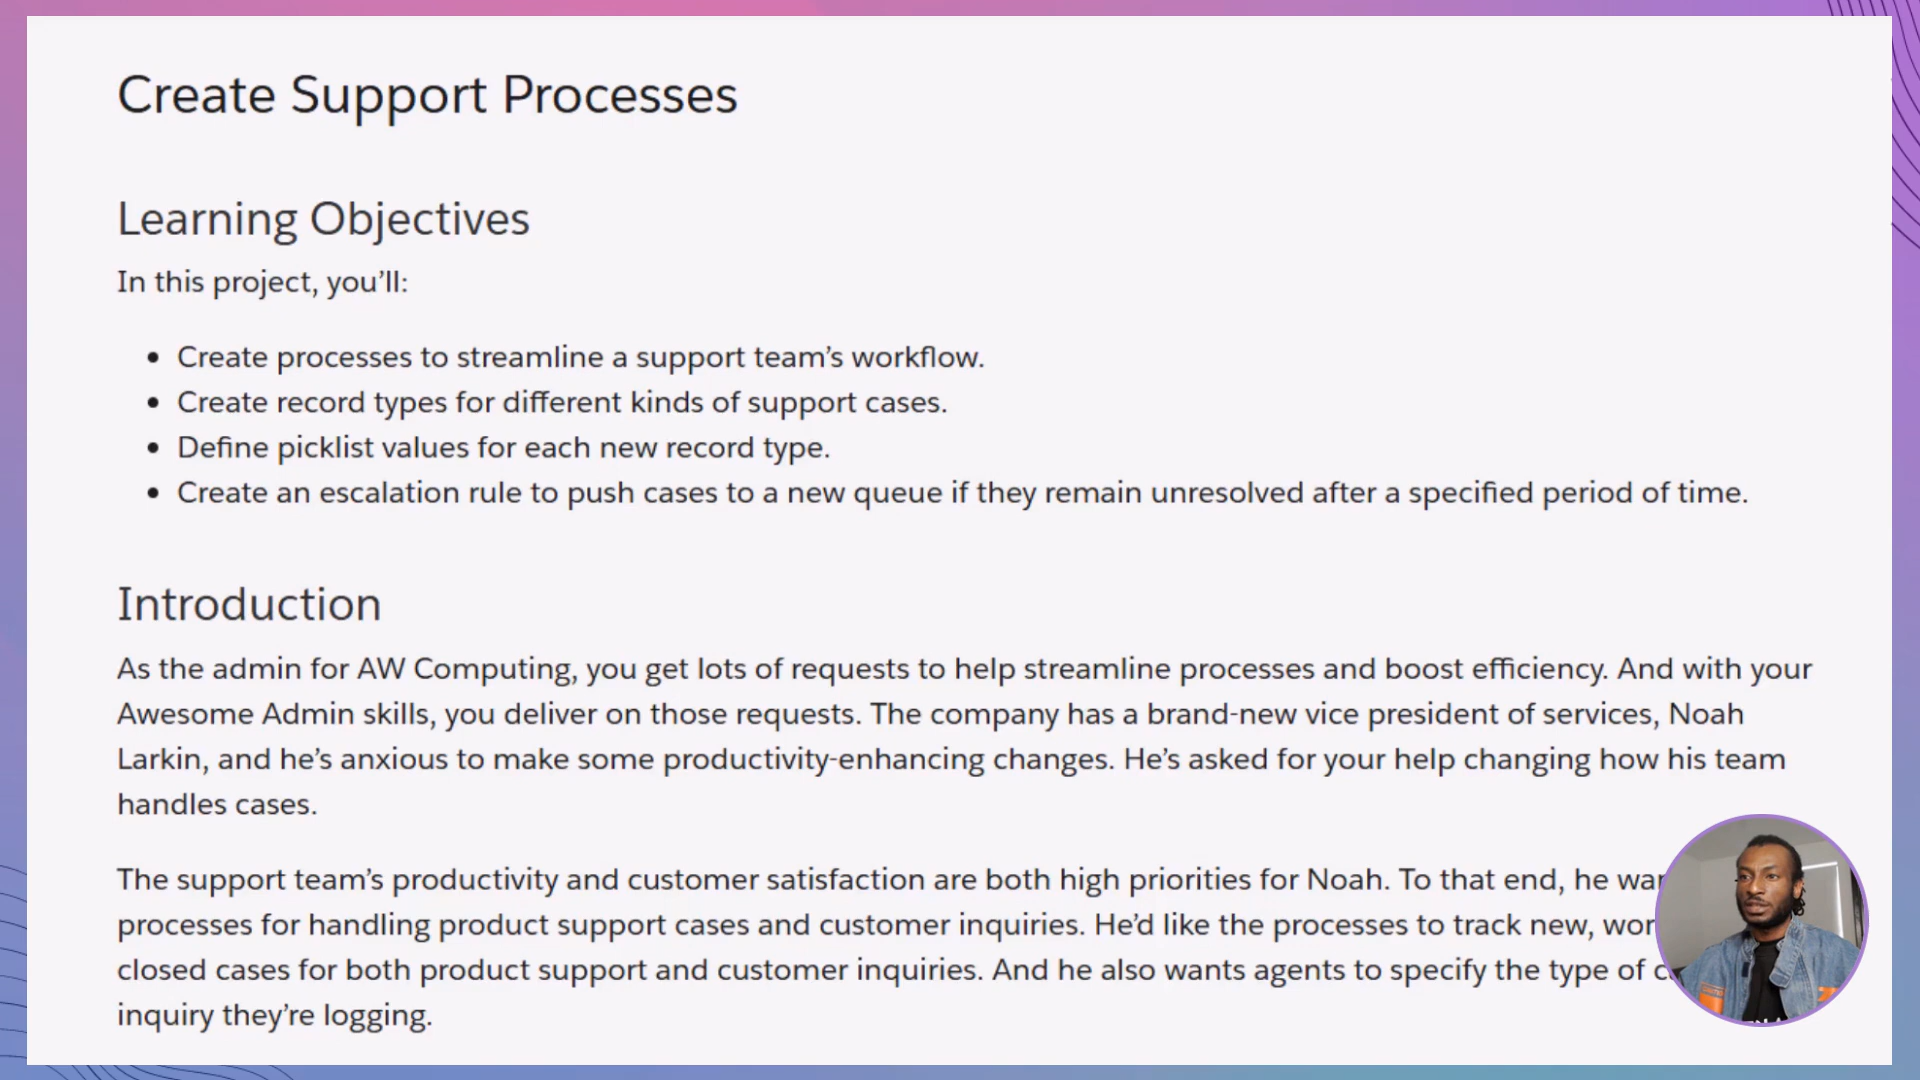 Create Support Processes
Learning Objectives
In this project, you’ll:
• Create processes to streamline a support team’s workflow.
• Create record types for different kinds of support cases.
• Define picklist values for each new record type.
• Create an escalation rule to push cases to a new queue if they remain unresolved after a specified period of time.
Introduction
As the admin for AW Computing, you get lots of requests to help streamline processes and boost efficiency. And with your
Awesome Admin skills, you deliver on those requests. The company has a brand-new vice president of services, Noah
Larkin, and he’s anxious to make some productivity-enhancing changes. He’s asked for your help changing how his team
handles cases.
The support team’s productivity and customer satisfaction are both high priorities for Noah. To that end, he
processes for handling product support cases and customer inquiries. He’d like the processes to track new,
closed cases for both product support and customer inquiries. And he also wants agents to specify the type of
inquiry they’re logging.